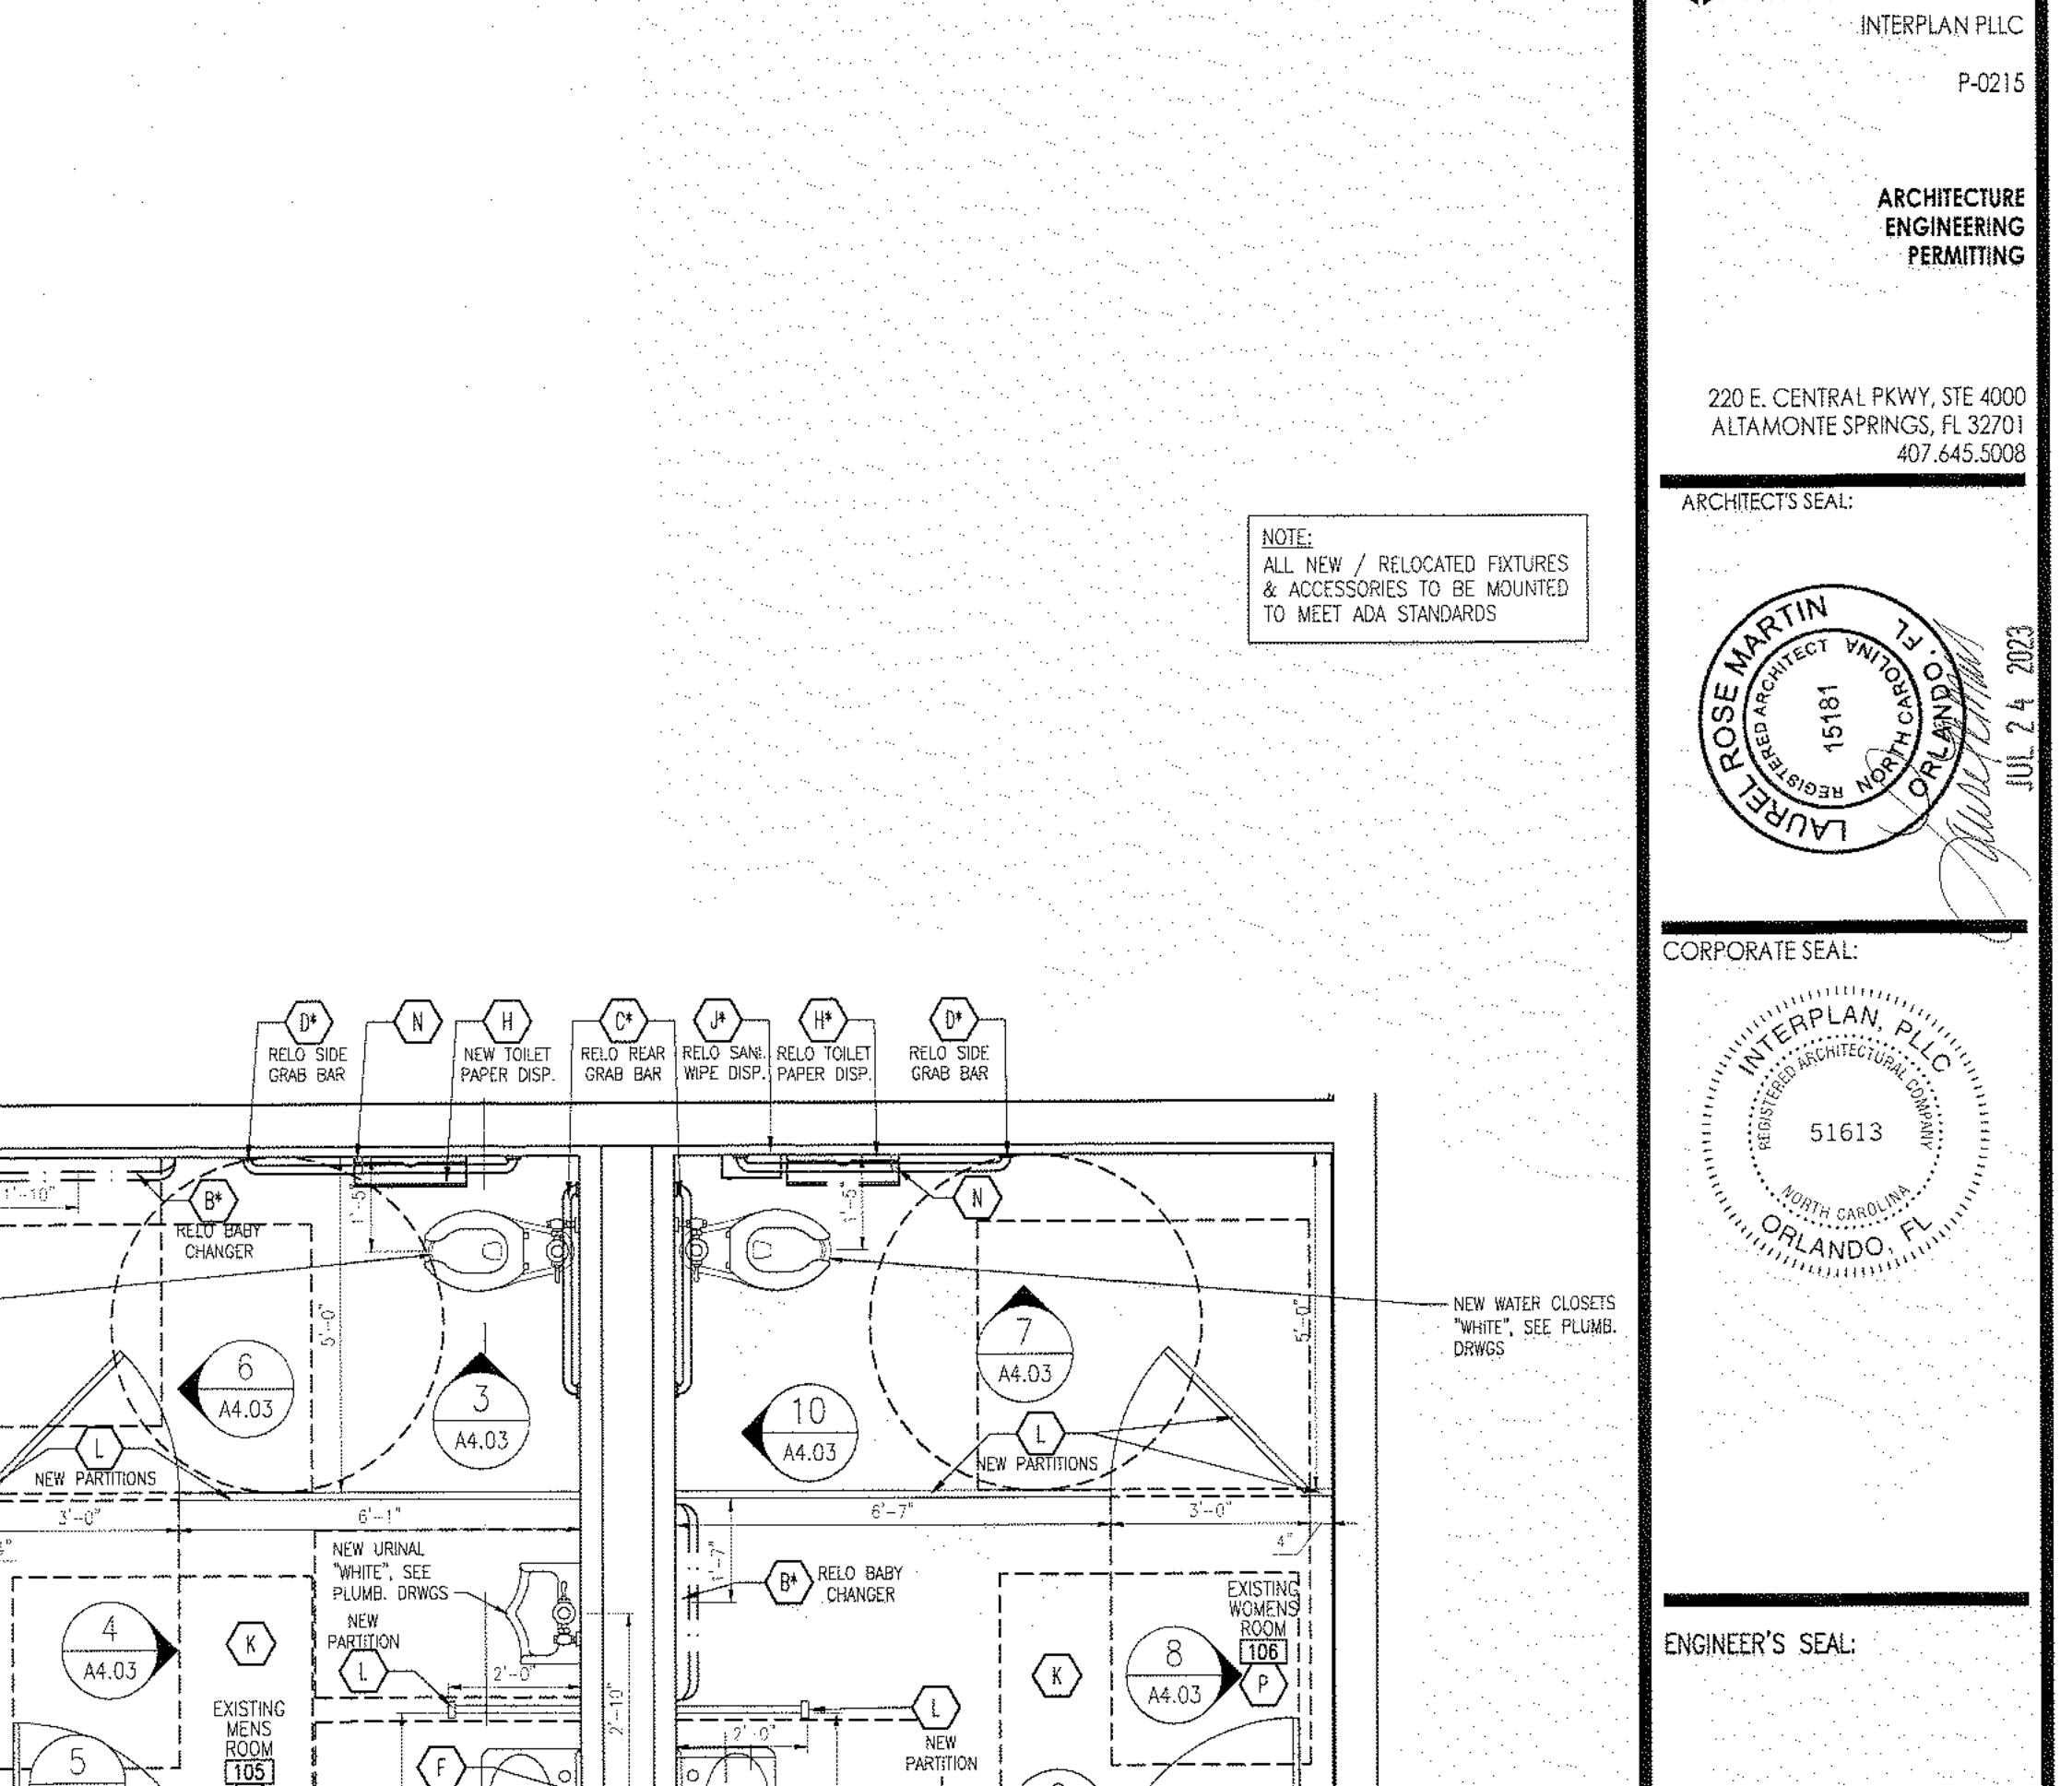 INTERPLAN PLLC
P-0215
ARCHITECTURE
ENGINEERING
PERMITTING
220 E. CENTRAL PKWY, STE 4000
ALTAMONTE SPRINGS, FL 32701
407.645.5008
ARCHITECT'S SEAL:
NOTE:
ALL NEW / RELOCATED FIXTURES
& ACCESSORIES TO BE MOUNTED
TO MEET ADA STANDARDS
LAUREL ROSE MARTIN
ORLANDO, FL
REGISTERED ARCHITECT
NORTH CAROLINA
15181
JUL 24 2023
CORPORATE SEAL:
INTERPLAN, PLLC
REGISTERED ARCHITECTURAL COMPANY
51613
NORTH CAROLINA
ORLANDO, FL
ENGINEER'S SEAL:
D*
RELO SIDE
GRAB BAR
N
H
NEW TOILET
PAPER DISP.
C*
RELO REAR
GRAB BAR
J*
RELO SANI.
WIPE DISP.
H*
RELO TOILET
PAPER DISP.
D*
RELO SIDE
GRAB BAR
1'-10"
B*
RELO BABY
CHANGER
1'-5"
1'-5"
N
5'-0"
5'-0"
NEW WATER CLOSETS
"WHITE", SEE PLUMB.
DRWGS
6
A4.03
3
A4.03
10
A4.03
7
A4.03
L
NEW PARTITIONS
L
NEW PARTITIONS
3'-0"
6'-1"
6'-7"
3'-0"
4"
NEW URINAL
"WHITE", SEE
PLUMB. DRWGS
NEW
PARTITION
L
2'-0"
1'-7"
B*
RELO BABY
CHANGER
4
A4.03
K
EXISTING
MENS
ROOM
105
5
F
2'-10"
2'-0"
L
NEW
PARTITION
K
8
A4.03
EXISTING
WOMENS
ROOM
106
P